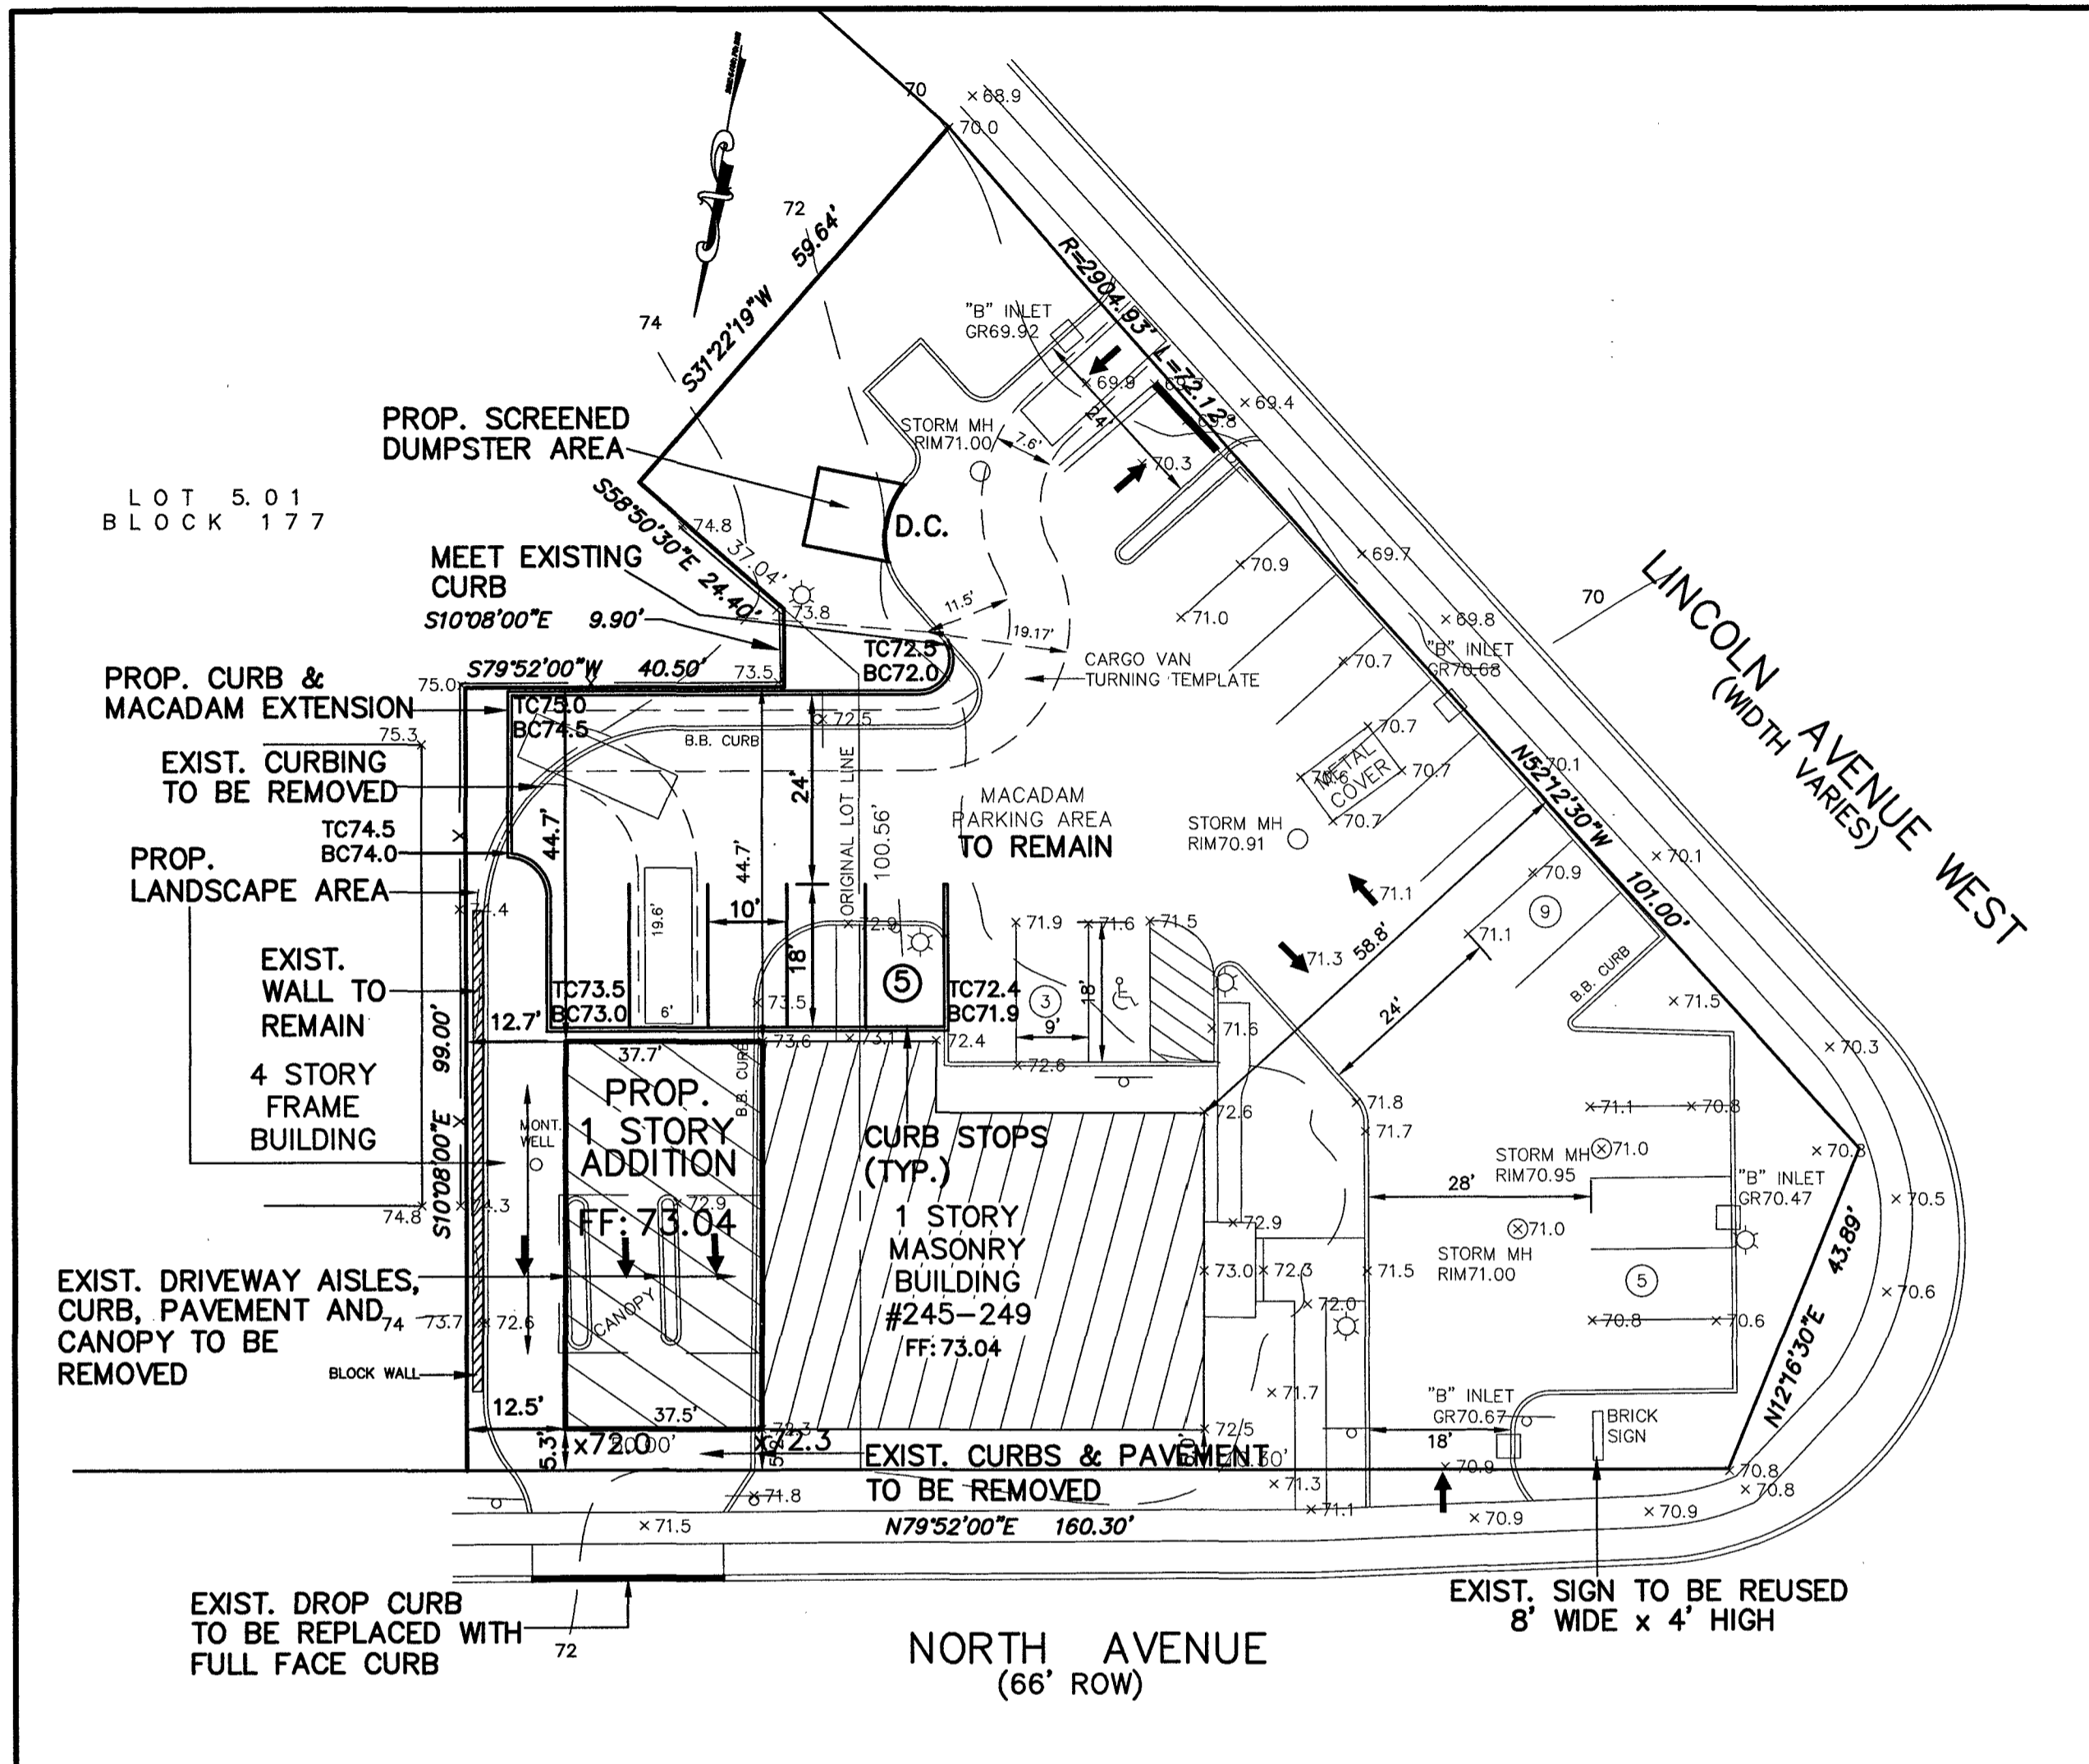 70
×68.9
×70.0
72
59.64'
S31°22'19"W
74
R=2904.93' L=72.12'
"B" INLET
GR69.92
×69.9
×69.4
24'
×70.3
PROP. SCREENED
DUMPSTER AREA
STORM MH
RIM71.00
7.6'
LOT 5.01
BLOCK 177
S58°50'30"E 24.40'
×74.8
37.04'
D.C.
×70.9
×69.7
MEET EXISTING
CURB
S10°08'00"E 9.90'
×73.8
11.5'
19.17'
×71.0
×69.8
70
LINCOLN AVENUE WEST
(WIDTH VARIES)
S79°52'00"W 40.50'
73.5
TC72.5
BC72.0
CARGO VAN
TURNING TEMPLATE
×70.7
"B" INLET
GR70.68
PROP. CURB &
MACADAM EXTENSION
75.0
TC75.0
BC74.5
×72.5
B.B. CURB
×70.7
75.3
EXIST. CURBING
TO BE REMOVED
44.7'
44.7'
24'
ORIGINAL LOT LINE
100.56'
METAL
COVER
×70.7
×70.7
×70.1
N52°12'30"W 101.00'
MACADAM
PARKING AREA
TO REMAIN
STORM MH
RIM70.91
TC74.5
BC74.0
×70.1
PROP.
LANDSCAPE AREA
×74.4
19.6'
6'
10'
18'
×72.9
5
×71.1
×70.9
9
58.8'
×71.1
×71.3
24'
B.B. CURB
×71.5
EXIST.
WALL TO
REMAIN
×71.9
×71.6
×71.5
3
18'
9'
TC73.5
BC73.0
×73.5
TC72.4
BC71.9
×71.6
12.7'
×73.6
×73.1
×72.4
×72.6
×70.3
4 STORY
FRAME
BUILDING
S10°08'00"E 99.00'
37.7'
PROP.
1 STORY
ADDITION
FF: 73.04
B.B. CURB
MONT.
WELL
CURB STOPS
(TYP.)
×72.6
×71.8
×71.7
×71.1
×70.8
STORM MH
RIM70.95
×71.0
×70.8
"B" INLET
GR70.47
×70.5
28'
74.8
×74.3
×72.9
1 STORY
MASONRY
BUILDING
#245-249
FF: 73.04
×72.9
×73.0
×72.3
×71.5
×72.0
STORM MH
RIM71.00
×71.0
5
×70.8
×70.6
×70.6
43.89'
N12°16'30"E
EXIST. DRIVEWAY AISLES,
CURB, PAVEMENT AND
CANOPY TO BE
REMOVED
74
73.7
×72.6
CANOPY
BLOCK WALL
12.5'
37.5'
×72.3
×71.7
×72.5
"B" INLET
GR70.67
18'
BRICK
SIGN
5.3'
x72.0
x72.3
EXIST. CURBS & PAVEMENT
TO BE REMOVED
×70.9
×70.8
×70.8
×71.8
×71.3
×71.1
×70.9
×70.9
×71.5
N79°52'00"E 160.30'
EXIST. DROP CURB
TO BE REPLACED WITH
FULL FACE CURB
72
EXIST. SIGN TO BE REUSED
8' WIDE x 4' HIGH
NORTH AVENUE
(66' ROW)